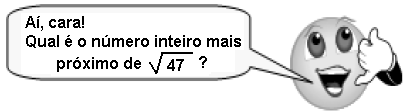 Aí, cara!
Qual é o número inteiro mais
próximo de √47 ?